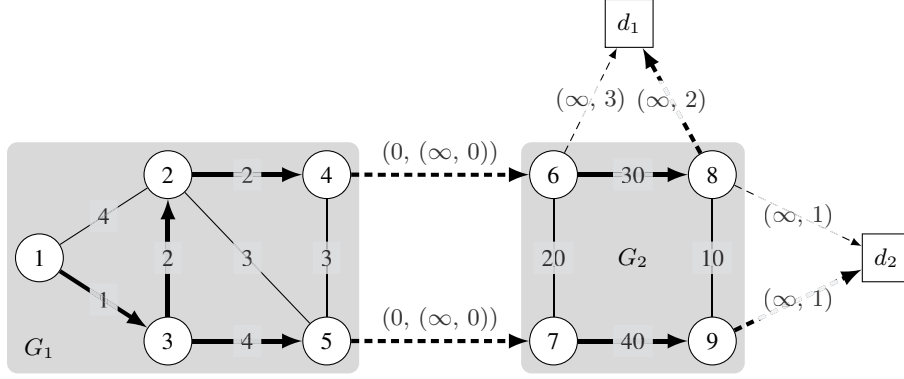 d₁
(∞, 3) (∞, 2)
(0, (∞, 0))
2 2 4 6 30 8
4
(∞, 1)
1 2 3 3 20 G₂ 10 d₂
1
(∞, 1)
(0, (∞, 0))
G₁ 3 4 5 7 40 9